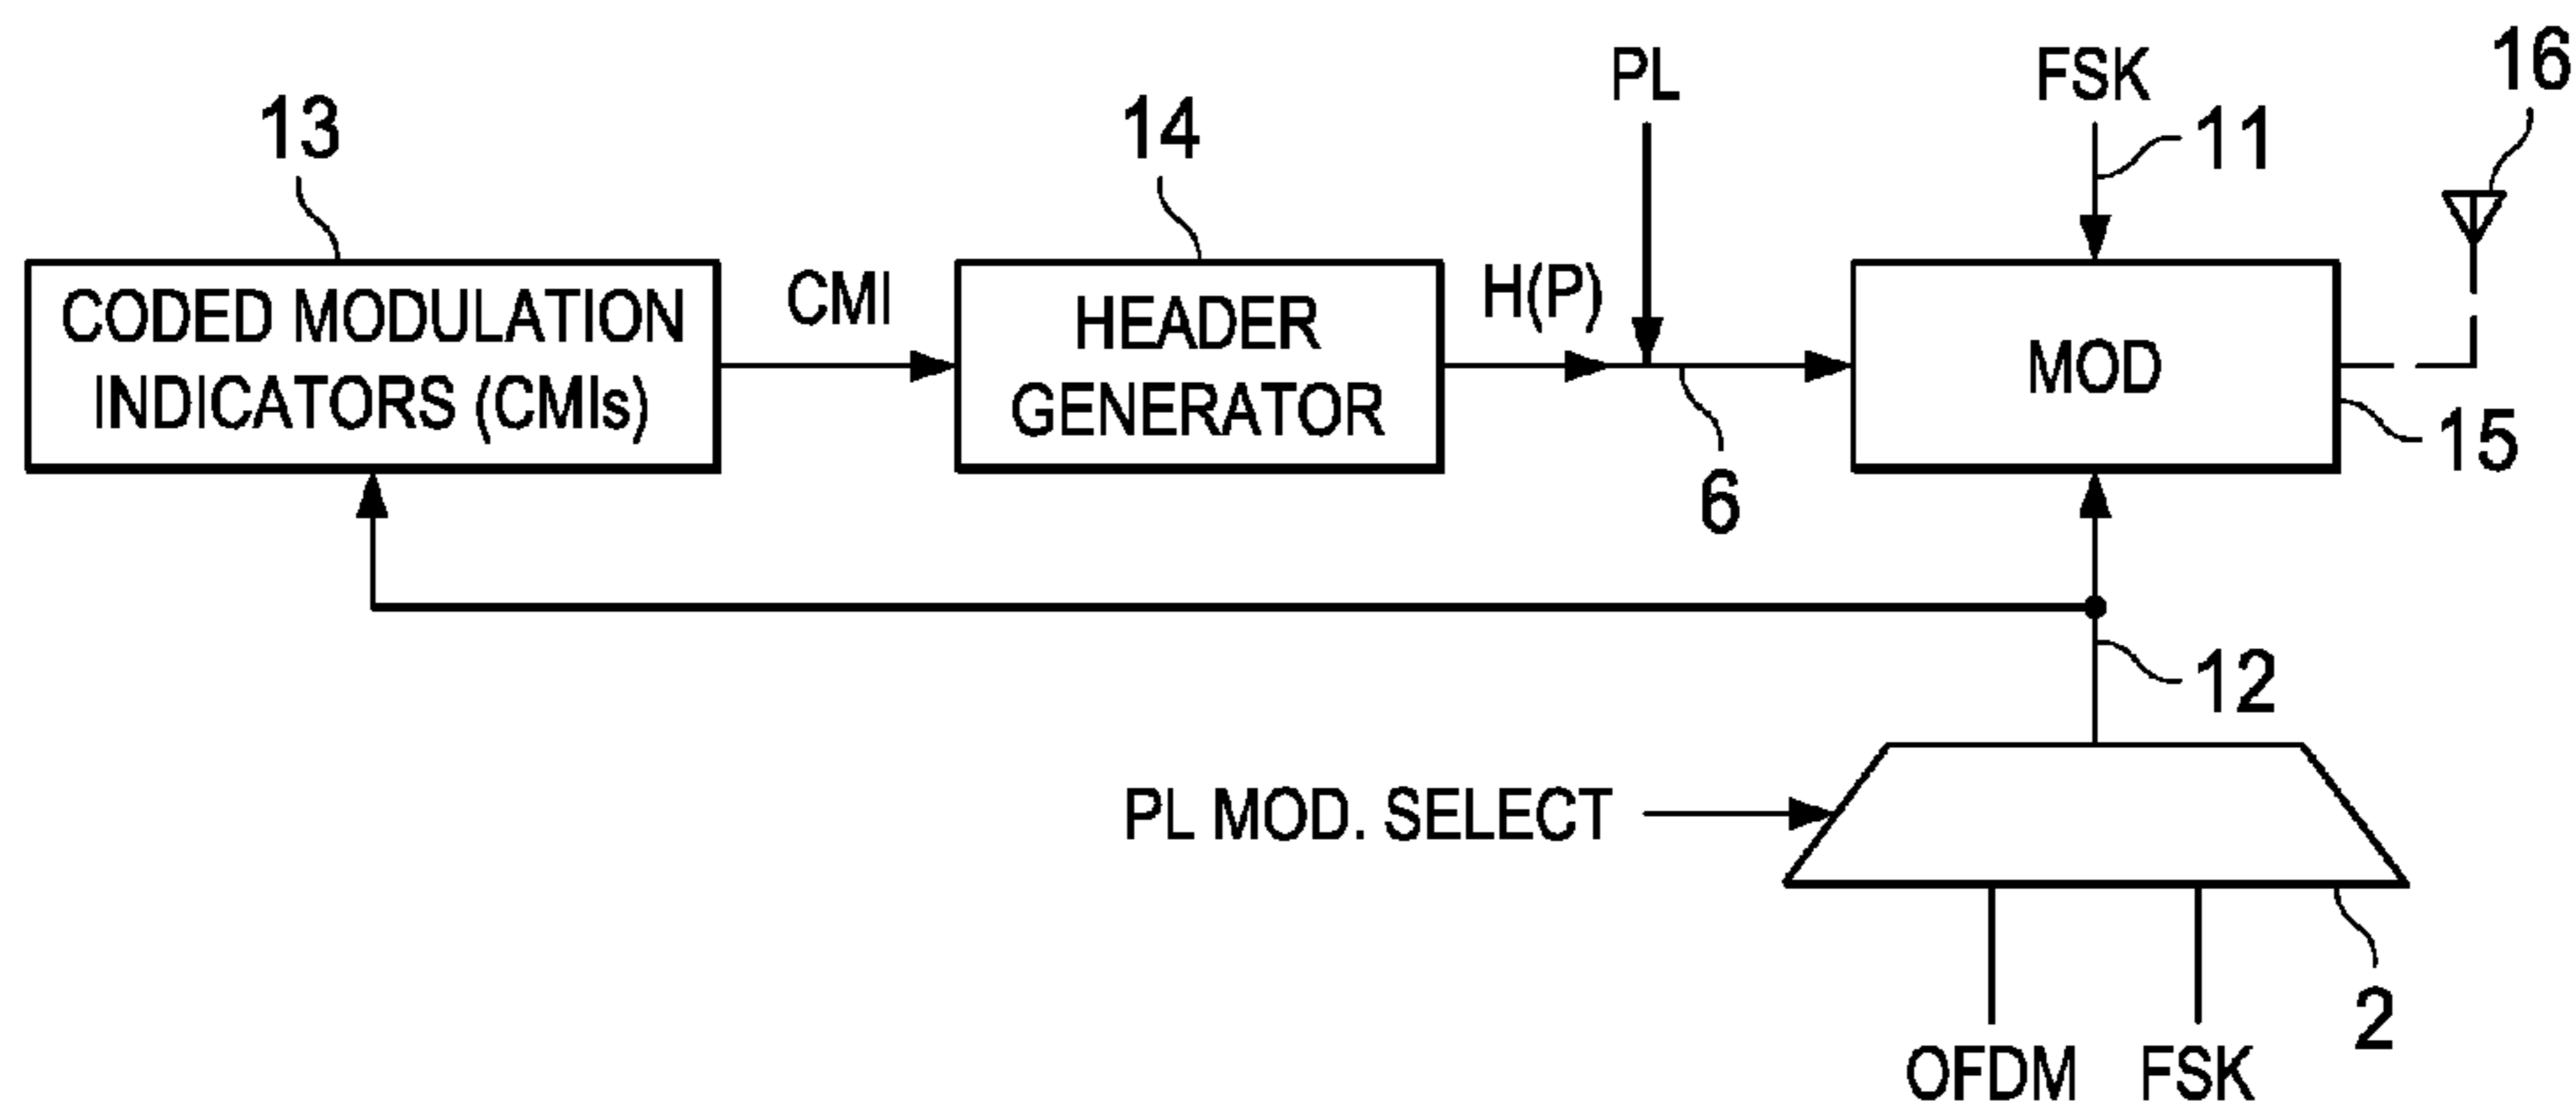 16
PL
FSK
13
14
11
CODED MODULATION
INDICATORS (CMIs)
CMI
HEADER
GENERATOR
H(P)
MOD
15
6
12
PL MOD. SELECT
2
OFDM
FSK